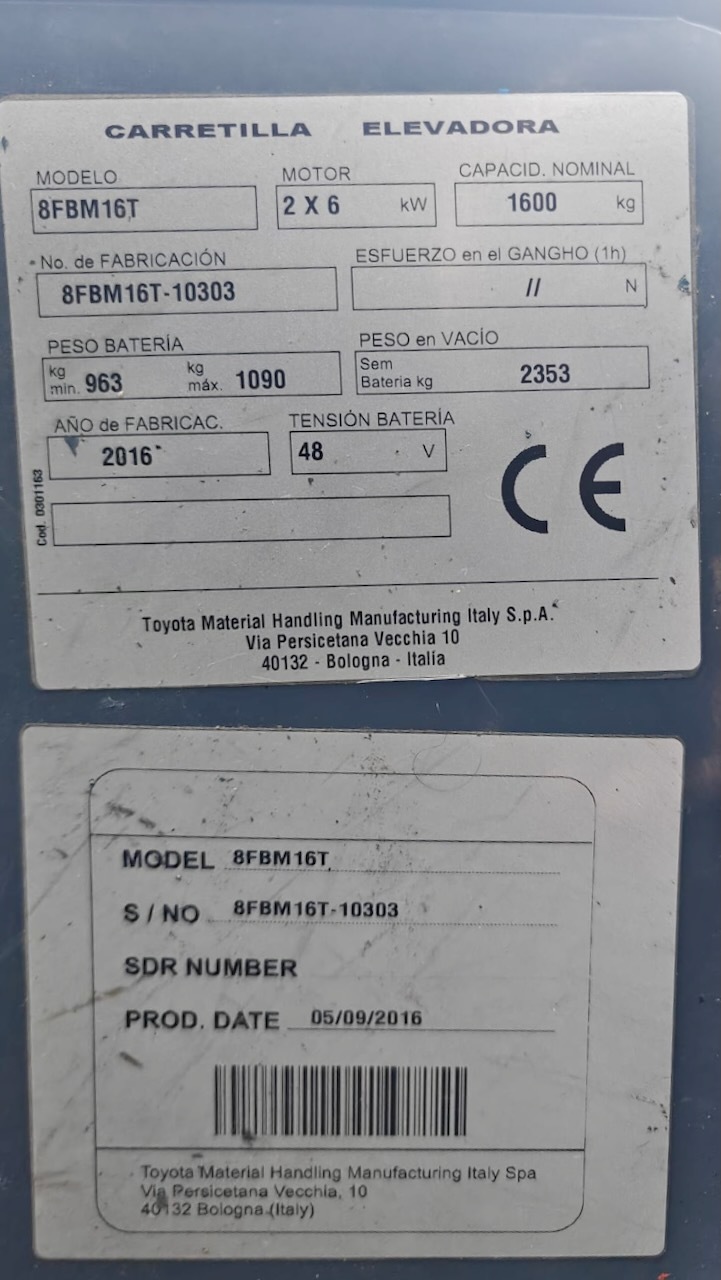 CARRETILLA ELEVADORA
MODELO MOTOR CAPACID. NOMINAL
8FBM16T 2 X 6 kW 1600 kg
No. de FABRICACIÓN ESFUERZO en el GANGHO (1h)
8FBM16T-10303 // N
PESO BATERÍA PESO en VACÌO
kg min. 963 kg máx. 1090 Sem Bateria kg 2353
AÑO de FABRICAC. TENSIÓN BATERÍA
2016 48 V
CE
Cod. 0301163
Toyota Material Handling Manufacturing Italy S.p.A.
Via Persicetana Vecchia 10
40132 - Bologna - Italia
MODEL 8FBM16T
S / NO 8FBM16T-10303
SDR NUMBER
PROD. DATE 05/09/2016
Toyota Material Handling Manufacturing Italy Spa
Via Persicetana Vecchia, 10
40132 Bologna (Italy)